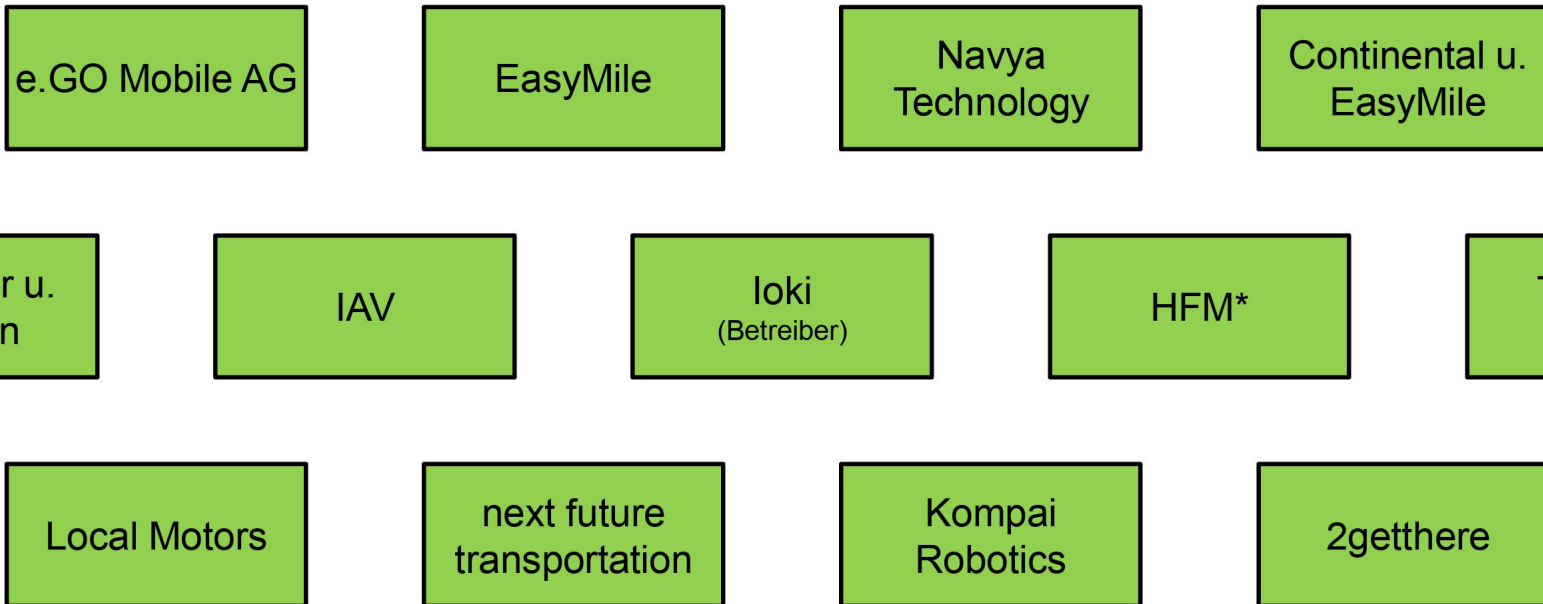 e.GO Mobile AG
EasyMile
Navya
Technology
Continental u.
EasyMile
u.
IAV
Ioki
(Betreiber)
HFM*
Local Motors
next future
transportation
Kompai
Robotics
2getthere